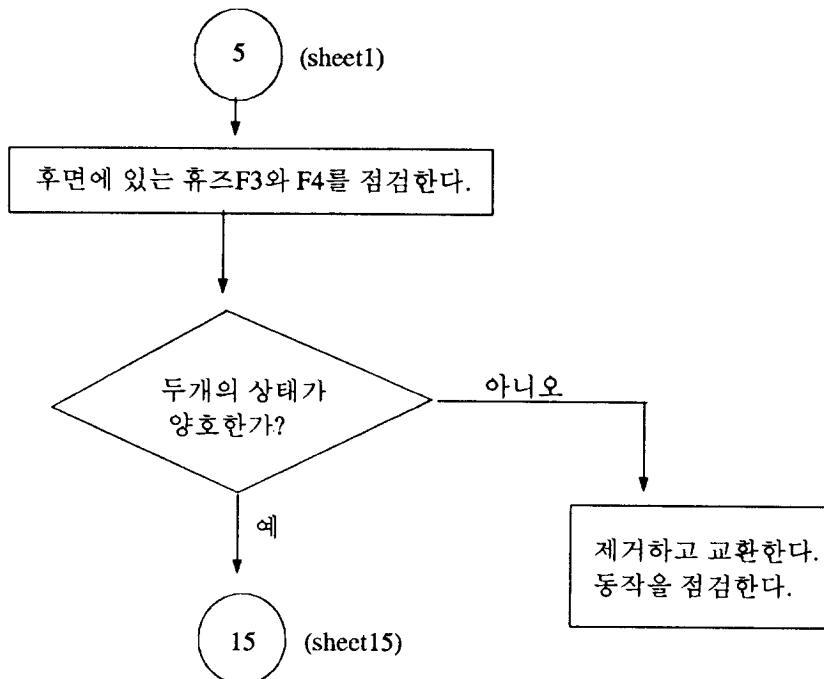 5 (sheet1)
후면에 있는 휴즈F3와 F4를 점검한다.
두개의 상태가
양호한가?
아니오
예
제거하고 교환한다.
동작을 점검한다.
15 (sheet15)